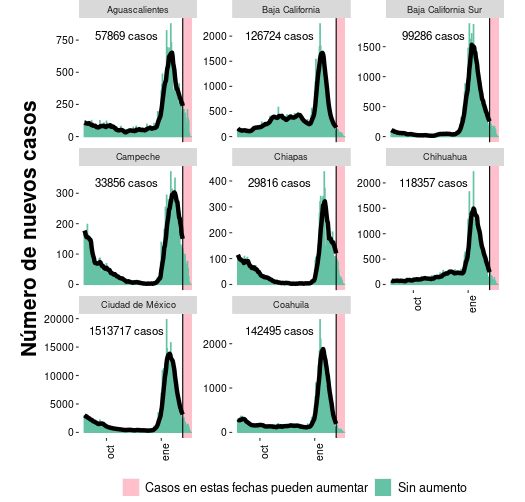 Aguascalientes Baja California Baja California Sur
57869 casos 126724 casos 99286 casos
750 500 250 0
2000 1500 1000 500 0
1500 1000 500 0
Número de nuevos casos
Campeche Chiapas Chihuahua
33856 casos 29816 casos 118357 casos
300 200 100 0
400 300 200 100 0
2000 1500 1000 500 0
oct ene
Ciudad de México Coahuila
1513717 casos 142495 casos
20000 15000 10000 5000 0
2000 1000 0
oct ene oct ene
Casos en estas fechas pueden aumentar Sin aumento